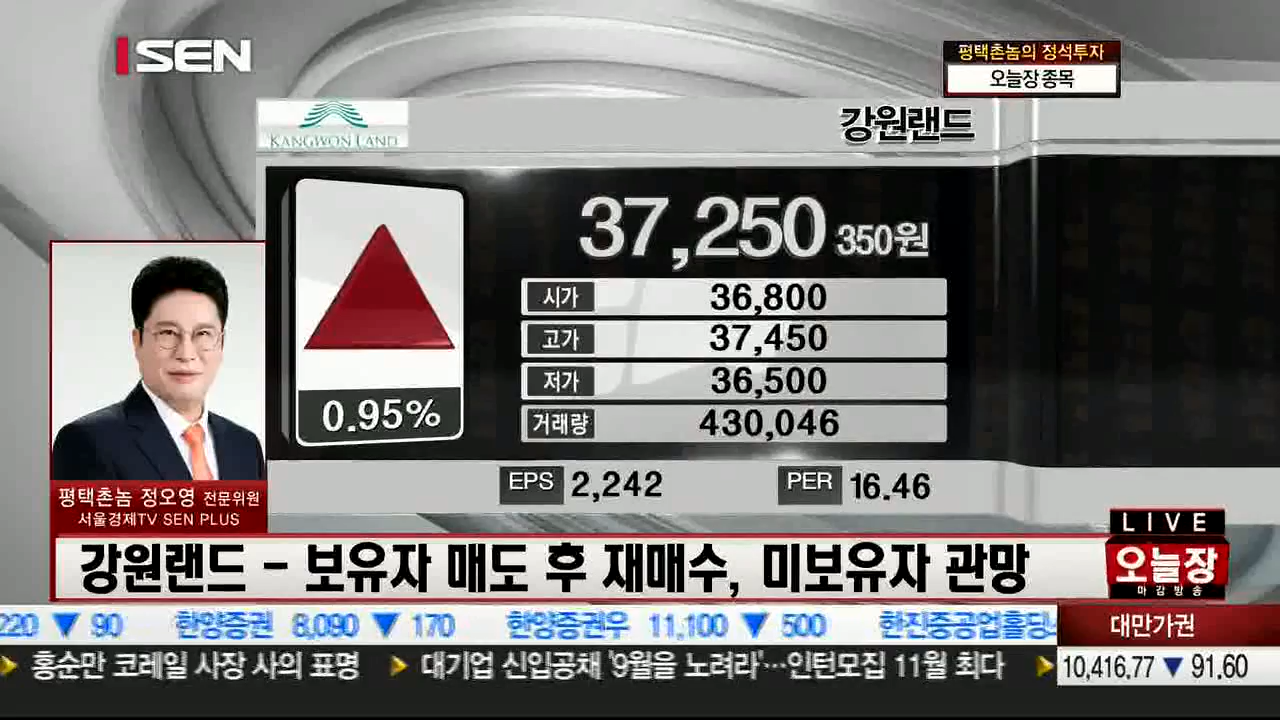 SEN
평택촌놈의 정석투자
오늘장 종목
KANGWON LAND
강원랜드
37,250 350원
0.95%
시가 36,800
고가 37,450
저가 36,500
거래량 430,046
EPS 2,242 PER 16.46
평택촌놈 정오영 전문위원
서울경제TV SEN PLUS
LIVE
오늘장
마감방송
강원랜드 - 보유자 매도 후 재매수, 미보유자 관망
220 ▼ 90 한양증권 8,090 ▼ 170 한양증권우 11,100 ▼ 500 한진중공업홀딩
대만가권
홍순만 코레일 사장 사의 표명 대기업 신입공채 '9월을 노려라'…인턴모집 11월 최다
10,416.77 ▼ 91.60